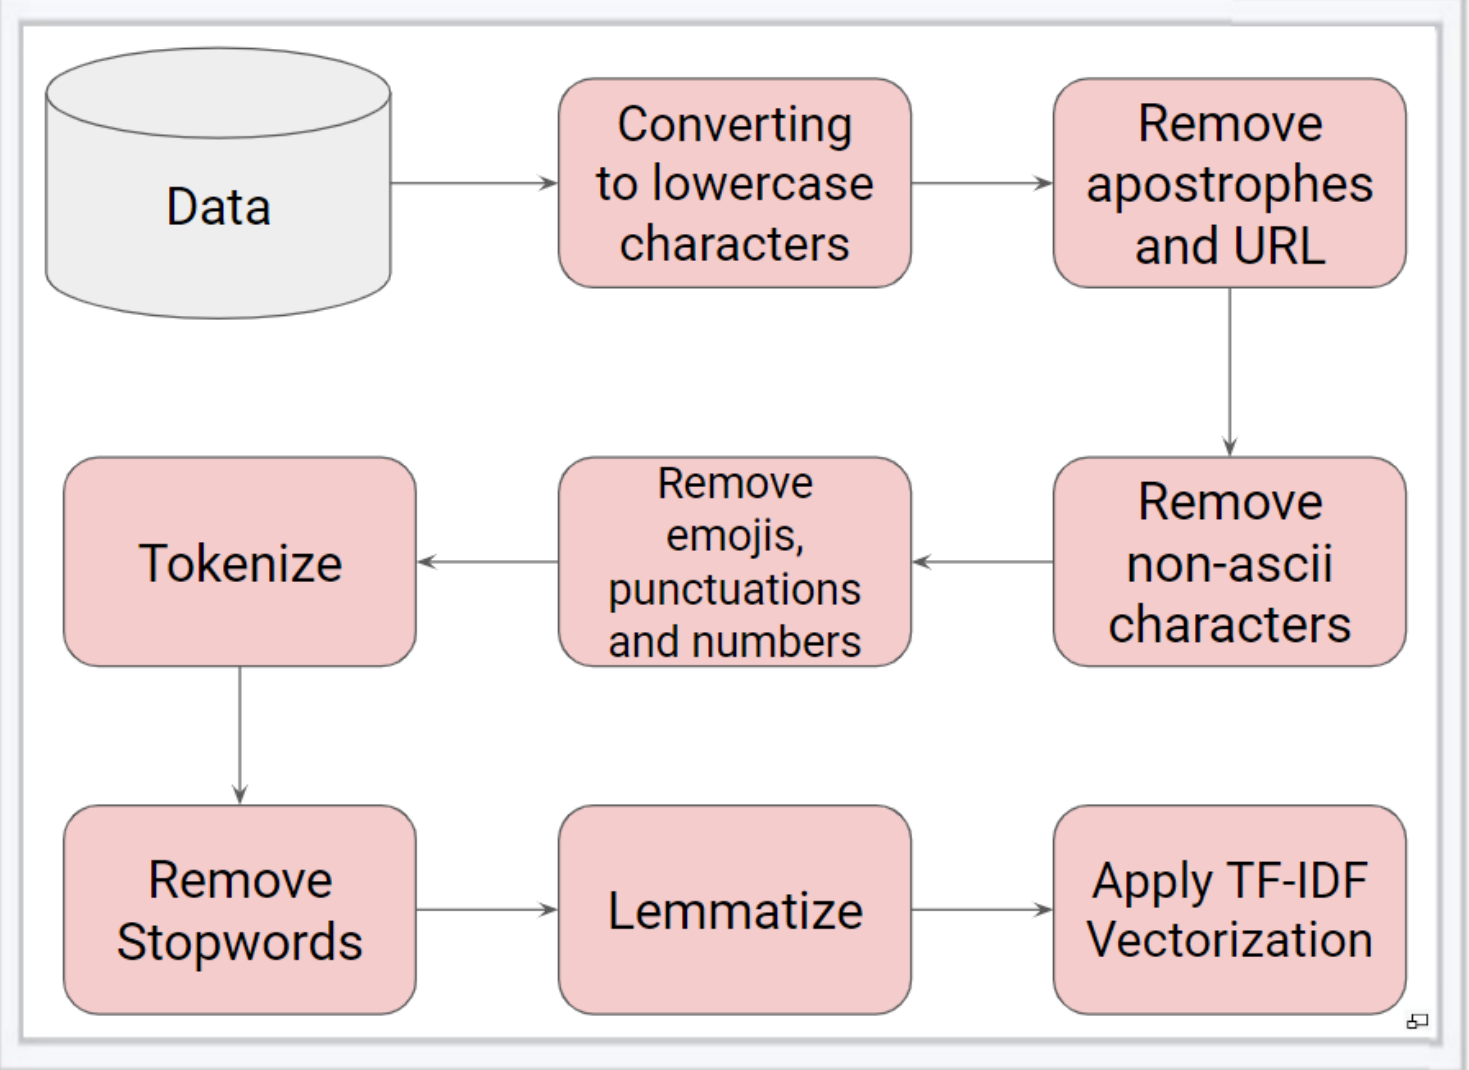 Data
Converting
to lowercase
characters
Remove
apostrophes
and URL
Remove
non-ascii
characters
Remove
emojis,
punctuations
and numbers
Tokenize
Remove
Stopwords
Lemmatize
Apply TF-IDF
Vectorization